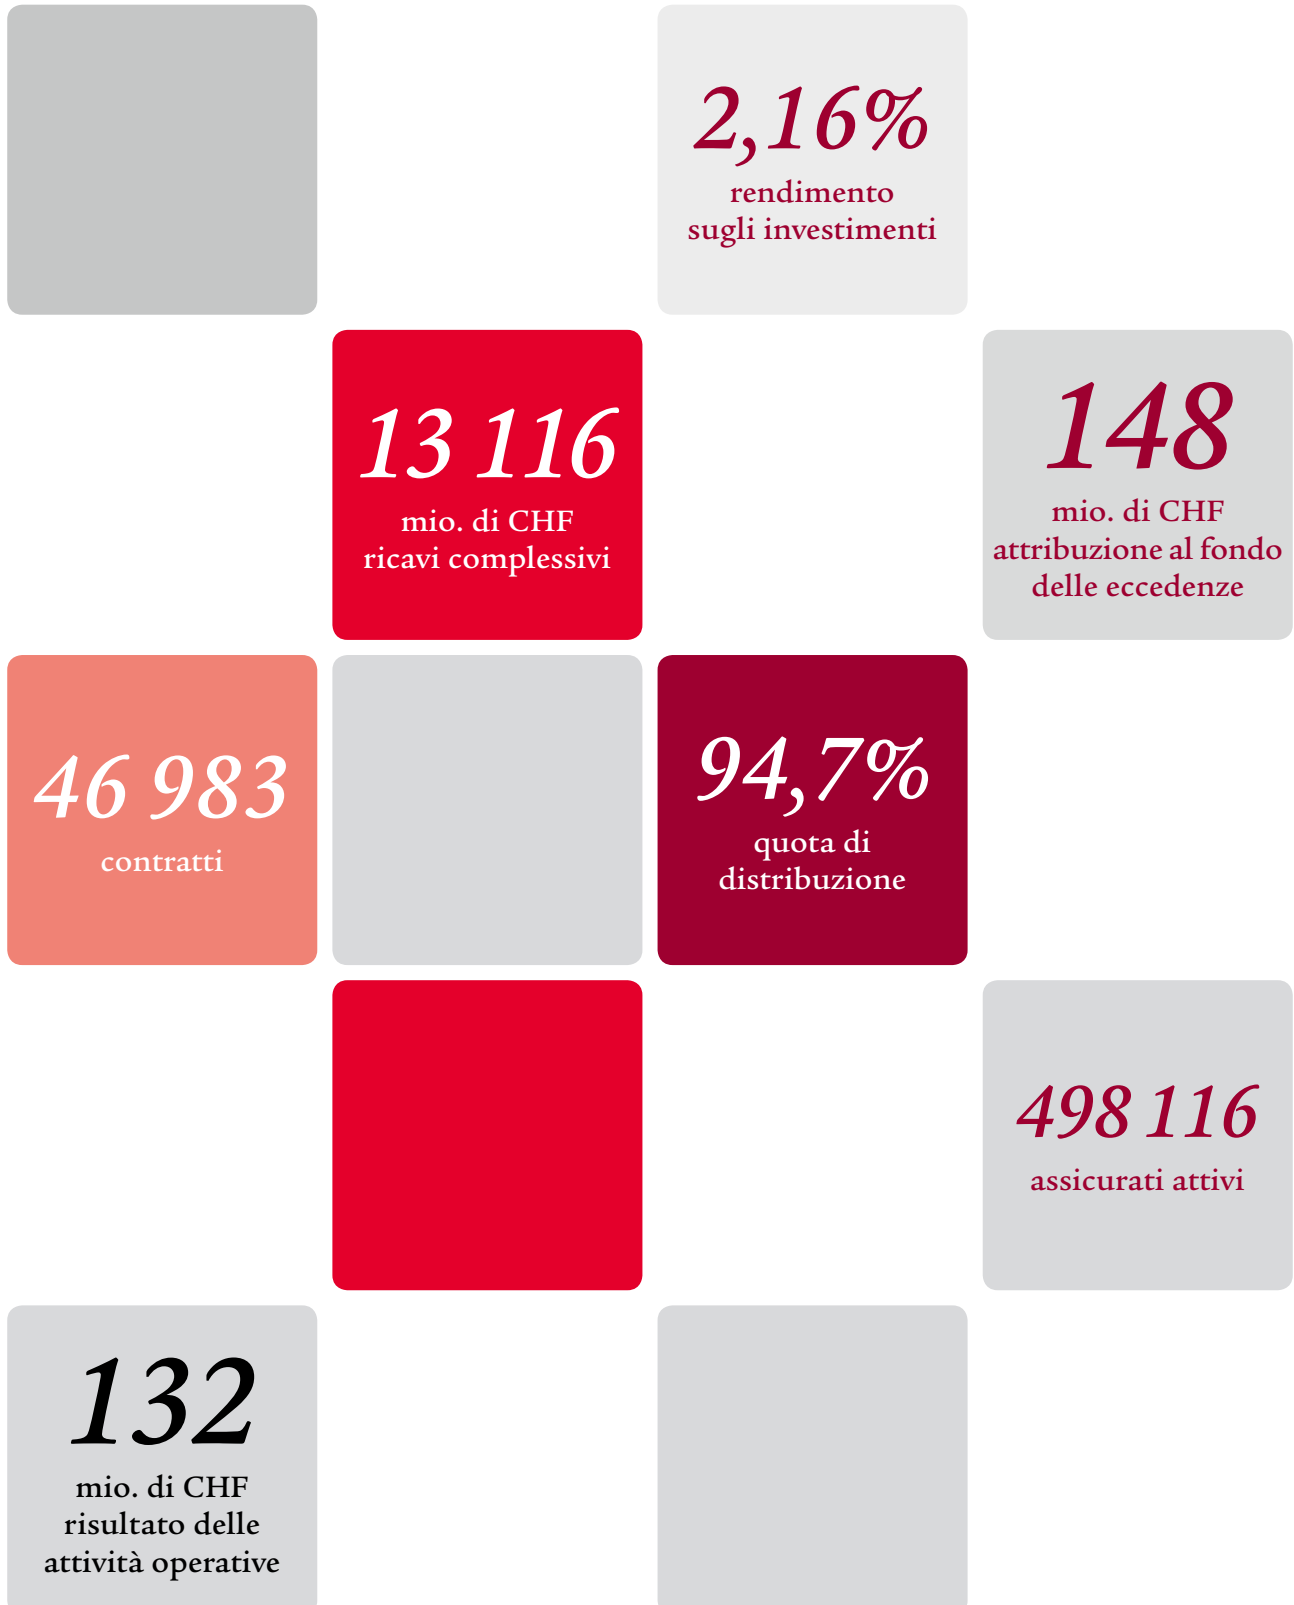 2,16%
rendimento
sugli investimenti
13 116
mio. di CHF
ricavi complessivi
148
mio. di CHF
attribuzione al fondo
delle eccedenze
46 983
contratti
94,7%
quota di
distribuzione
498 116
assicurati attivi
132
mio. di CHF
risultato delle
attività operative